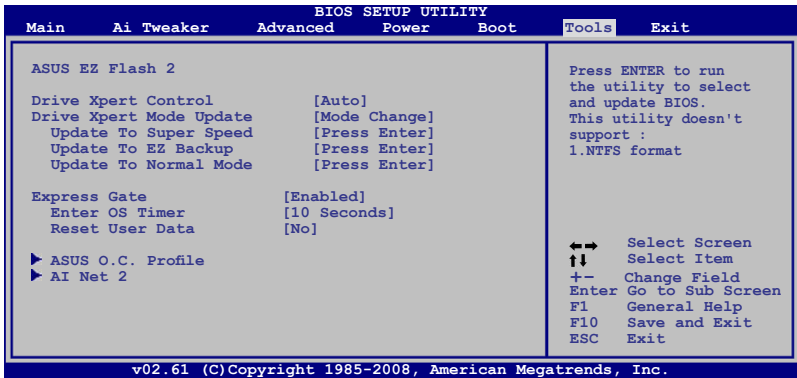 BIOS SETUP UTILITY
Main Ai Tweaker Advanced Power Boot Tools Exit
ASUS EZ Flash 2
Drive Xpert Control [Auto]
Drive Xpert Mode Update [Mode Change]
Update To Super Speed [Press Enter]
Update To EZ Backup [Press Enter]
Update To Normal Mode [Press Enter]
Express Gate [Enabled]
Enter OS Timer [10 Seconds]
Reset User Data [No]
ASUS O.C. Profile
AI Net 2
Press ENTER to run
the utility to select
and update BIOS.
This utility doesn't
support :
1.NTFS format
←→ Select Screen
↑↓ Select Item
+- Change Field
Enter Go to Sub Screen
F1 General Help
F10 Save and Exit
ESC Exit
v02.61 (C)Copyright 1985-2008, American Megatrends, Inc.